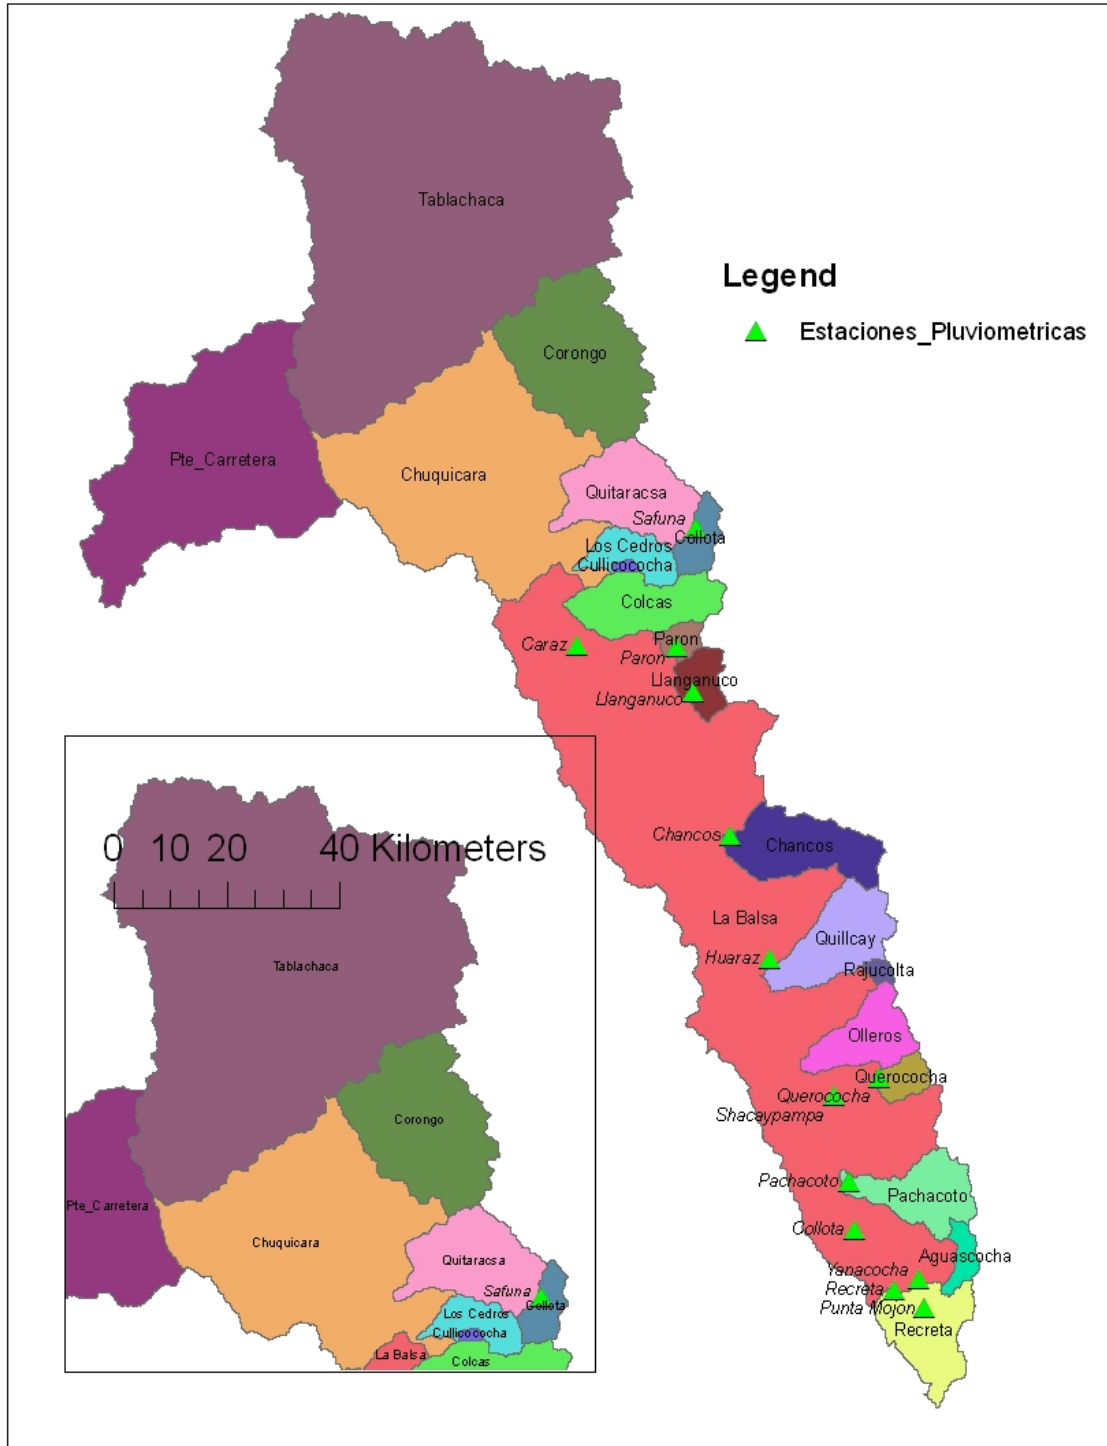 Tablachaca
Legend
Estaciones_Pluviometricas
Corongo
Pte_Carretera
Chuquicara
Quitaracsa
Safuna
Collota
Los Cedros
Cullicococha
Colcas
Caraz
Paron
Paron
Llanganuco
Llanganuco
Chancos
Chancos
La Balsa
Quillcay
Huaraz
Rajucolta
Olleros
Querococha
Querococha
Shacaypampa
Pachacoto
Pachacoto
Collota
Aguascocha
Yanacocha
Recreta
Punta Mojon
Recreta
0 10 20 40 Kilometers
Tablachaca
Corongo
Pte_Carretera
Chuquicara
Quitaracsa
Safuna
Collota
Los Cedros
Cullicococha
La Balsa
Colcas